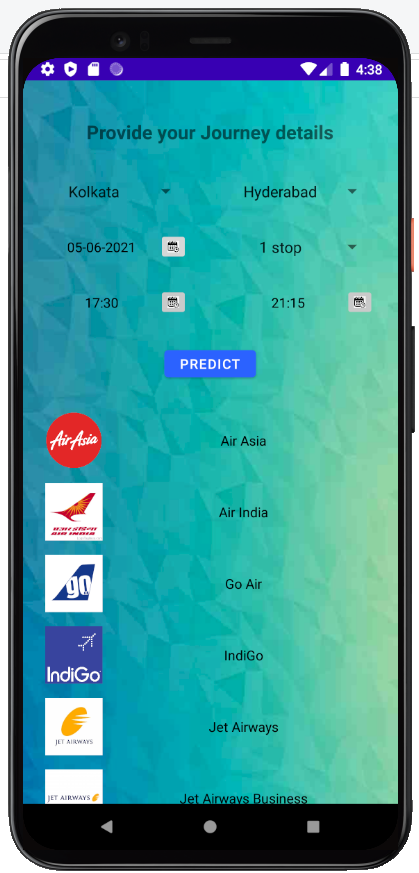 4:38
Provide your Journey details
Kolkata
Hyderabad
05-06-2021
1 stop
17:30
21:15
PREDICT
AirAsia
Air Asia
एअर इंडिया
AIR INDIA
Air India
go
Go Air
IndiGo
IndiGo
JET AIRWAYS
Jet Airways
JET AIRWAYS
Jet Airways Business